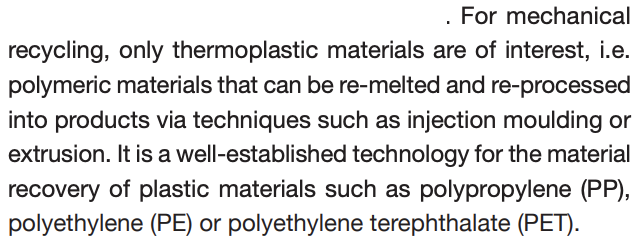 . For mechanical
recycling, only thermoplastic materials are of interest, i.e.
polymeric materials that can be re-melted and re-processed
into products via techniques such as injection moulding or
extrusion. It is a well-established technology for the material
recovery of plastic materials such as polypropylene (PP),
polyethylene (PE) or polyethylene terephthalate (PET).